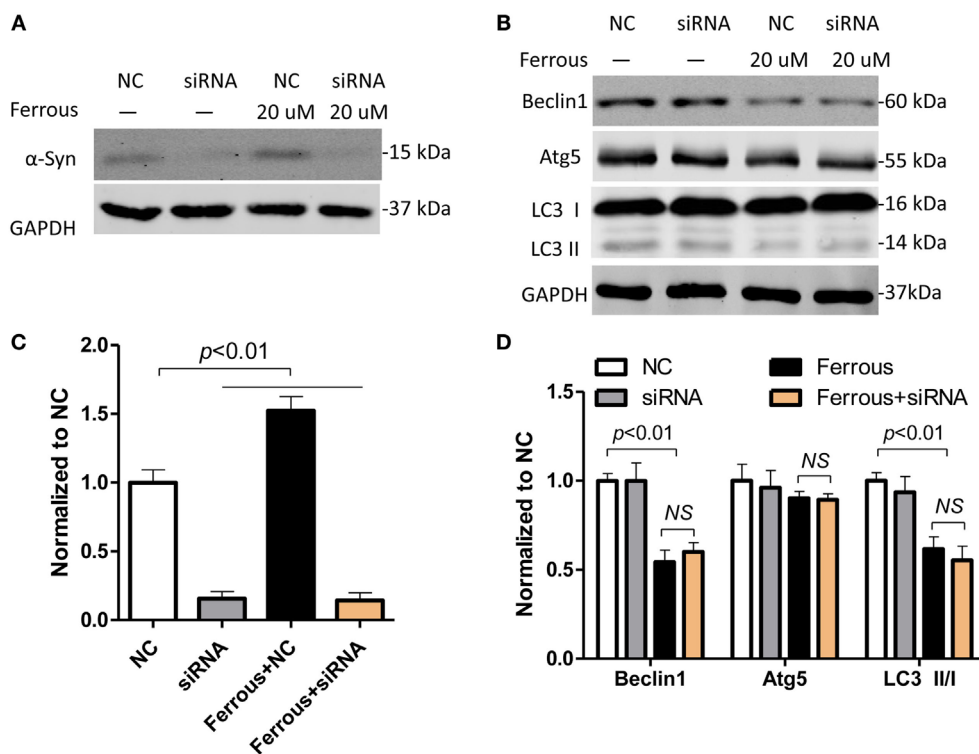 A
NC siRNA NC siRNA
Ferrous — — 20 uM 20 uM
α-Syn -15 kDa
GAPDH -37 kDa
B
NC siRNA NC siRNA
Ferrous — — 20 uM 20 uM
Beclin1 -60 kDa
Atg5 -55 kDa
LC3 I -16 kDa
LC3 II -14 kDa
GAPDH -37kDa
C
Normalized to NC
2.0
1.5
1.0
0.5
0.0
p<0.01
NC siRNA Ferrous+NC Ferrous+siRNA
D
NC Ferrous
siRNA Ferrous+siRNA
Normalized to NC
1.5
1.0
0.5
0.0
p<0.01 NS NS p<0.01 NS
Beclin1 Atg5 LC3 II/I